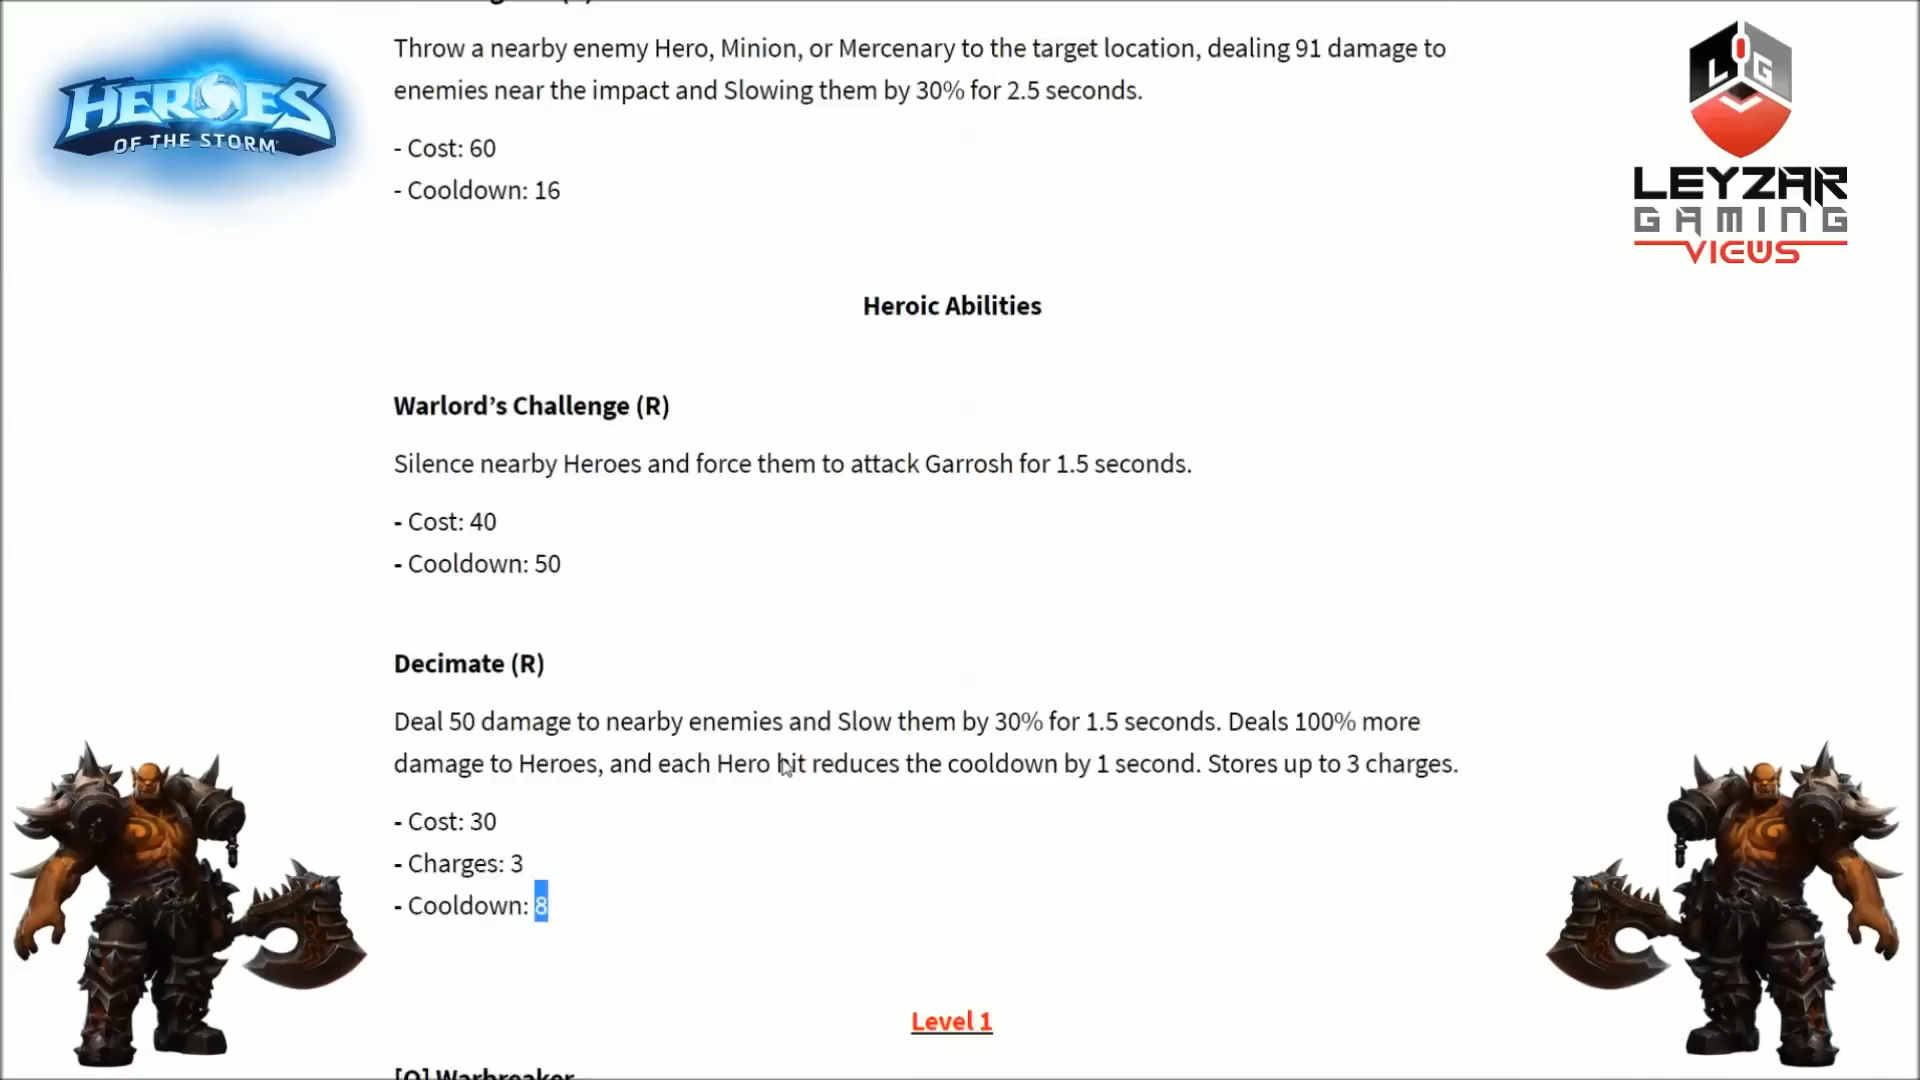 HEROES
OF THE STORM
Throw a nearby enemy Hero, Minion, or Mercenary to the target location, dealing 91 damage to
enemies near the impact and Slowing them by 30% for 2.5 seconds.
- Cost: 60
- Cooldown: 16
LG
LEYZAR
GAMING
VIEWS
Heroic Abilities
Warlord’s Challenge (R)
Silence nearby Heroes and force them to attack Garrosh for 1.5 seconds.
- Cost: 40
- Cooldown: 50
Decimate (R)
Deal 50 damage to nearby enemies and Slow them by 30% for 1.5 seconds. Deals 100% more
damage to Heroes, and each Hero hit reduces the cooldown by 1 second. Stores up to 3 charges.
- Cost: 30
- Charges: 3
- Cooldown: 8
Level 1
[Q] Warbreaker